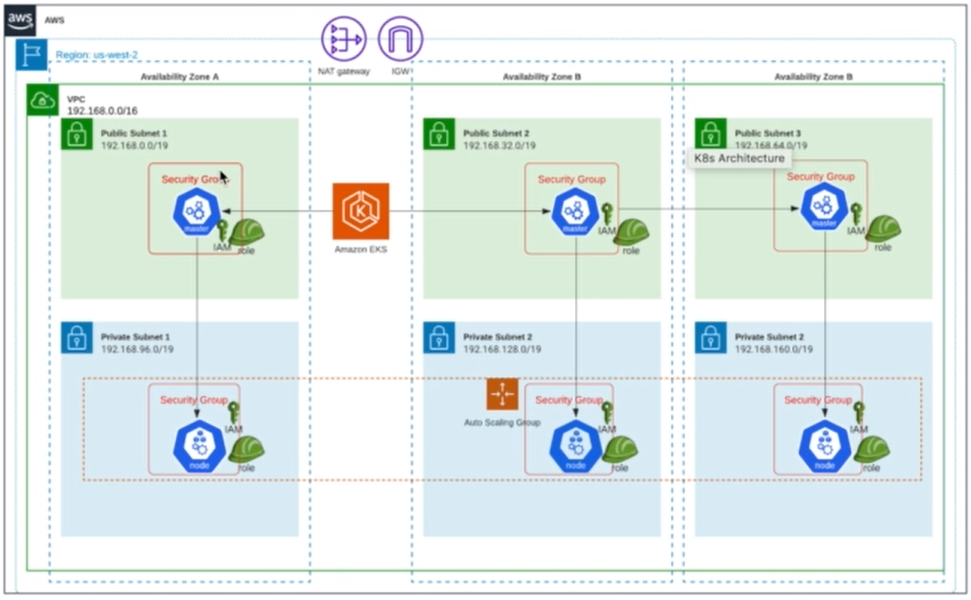 aws
AWS
Region: us-west-2
NAT gateway
IGW
Availability Zone A
Availability Zone B
Availability Zone B
VPC
192.168.0.0/16
Public Subnet 1
192.168.0.0/19
Public Subnet 2
192.168.32.0/19
Public Subnet 3
192.168.64.0/19
K8s Architecture
Security Group
master
IAM
role
K
Amazon EKS
Security Group
master
IAM
role
Security Group
master
IAM
role
Private Subnet 1
192.168.96.0/19
Private Subnet 2
192.168.128.0/19
Private Subnet 2
192.168.160.0/19
Security Group
IAM
node
role
Auto Scaling Group
Security Group
IAM
node
role
Security Group
IAM
node
role